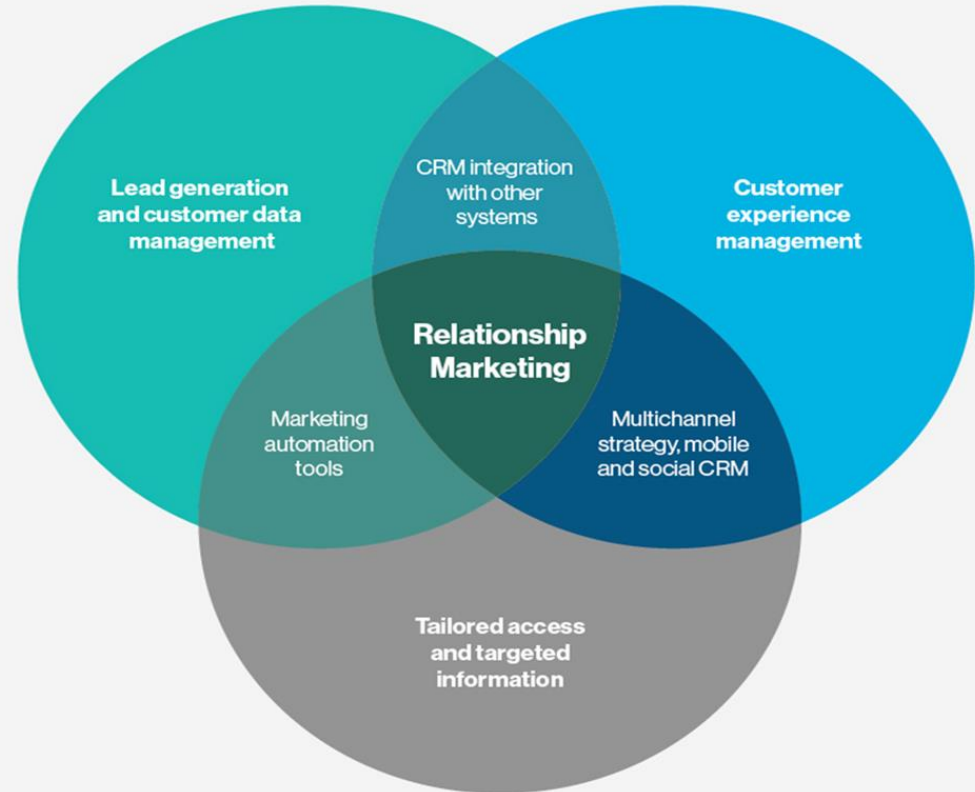 Lead generation
and customer data
management
CRM integration
with other
systems
Customer
experience
management
Relationship
Marketing
Marketing
automation
tools
Multichannel
strategy, mobile
and social CRM
Tailored access
and targeted
information